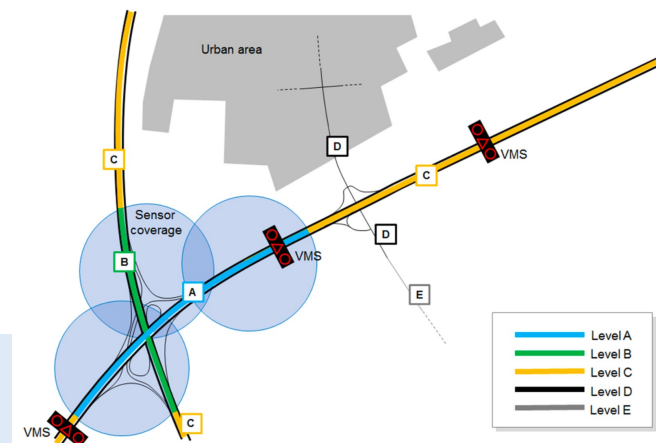 Urban area
D
C
VMS
C
Sensor
coverage
D
VMS
B
A
E
Level A
Level B
Level C
Level D
Level E
C
VMS